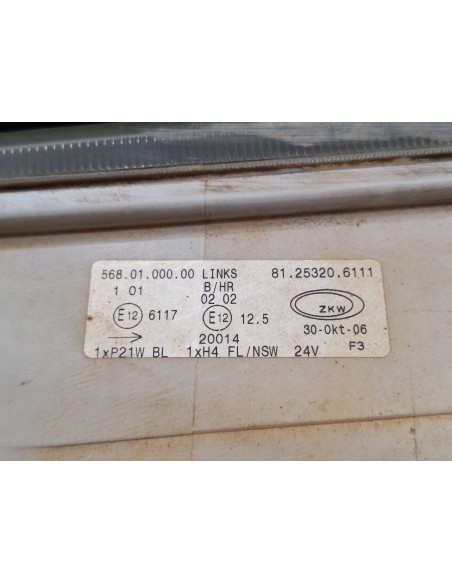 568.01.000.00 LINKS 81.25320.6111
1 01 B/HR
02 02
E12 6117 E12 12.5 ZKW
20014 30-Okt-06
1xP21W BL 1xH4 FL/NSW 24V F3